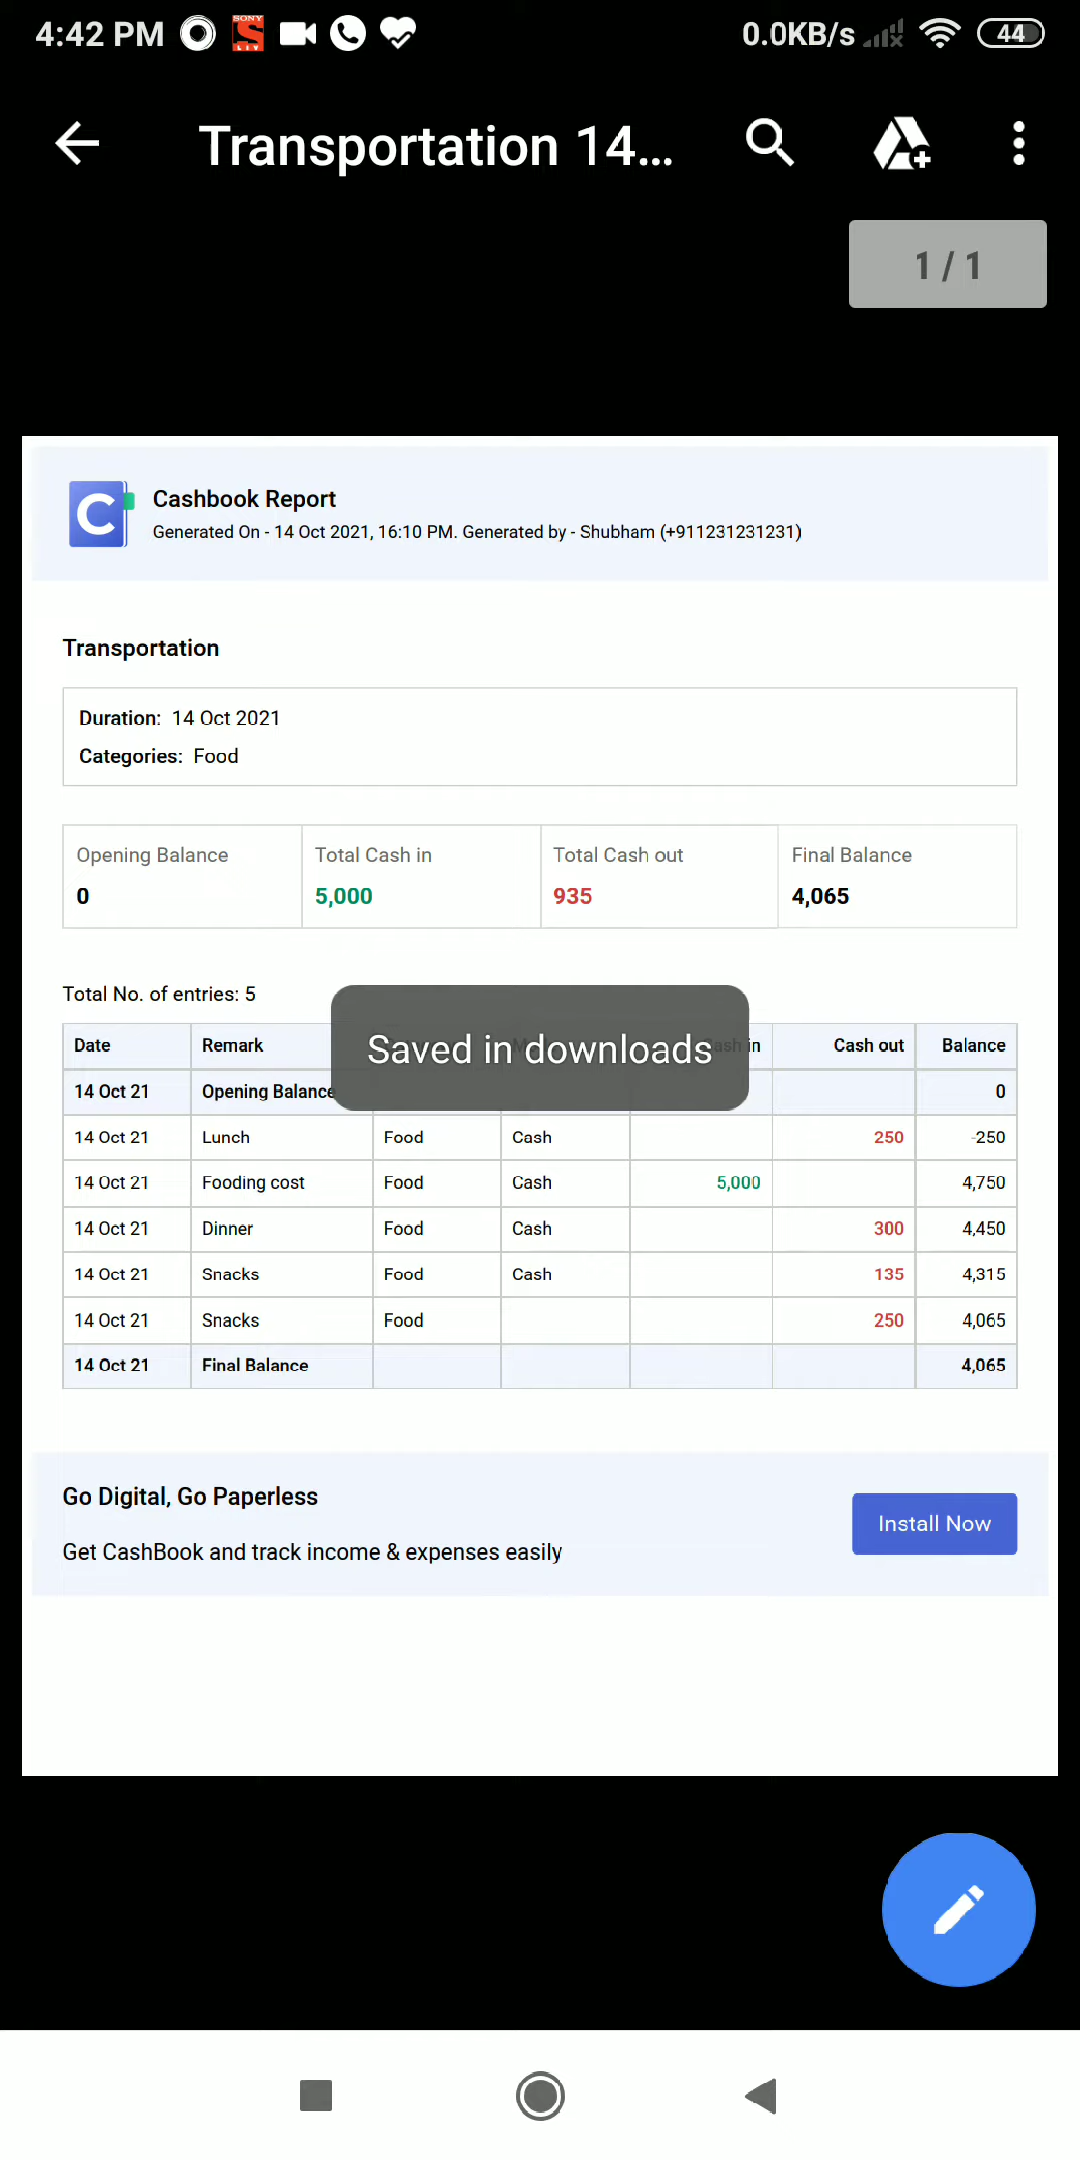 4:42 PM SONY S LIV 0.0KB/s 44
Transportation 14...
1 / 1
C
Cashbook Report
Generated On - 14 Oct 2021, 16:10 PM. Generated by - Shubham (+911231231231)
Transportation
Duration: 14 Oct 2021
Categories: Food
Opening Balance Total Cash in Total Cash out Final Balance
0 5,000 935 4,065
Total No. of entries: 5
Saved in downloads
Date Remark in Cash out Balance
14 Oct 21 Opening Balance 0
14 Oct 21 Lunch Food Cash 250 -250
14 Oct 21 Fooding cost Food Cash 5,000 4,750
14 Oct 21 Dinner Food Cash 300 4,450
14 Oct 21 Snacks Food Cash 135 4,315
14 Oct 21 Snacks Food 250 4,065
14 Oct 21 Final Balance 4,065
Go Digital, Go Paperless
Get CashBook and track income & expenses easily
Install Now